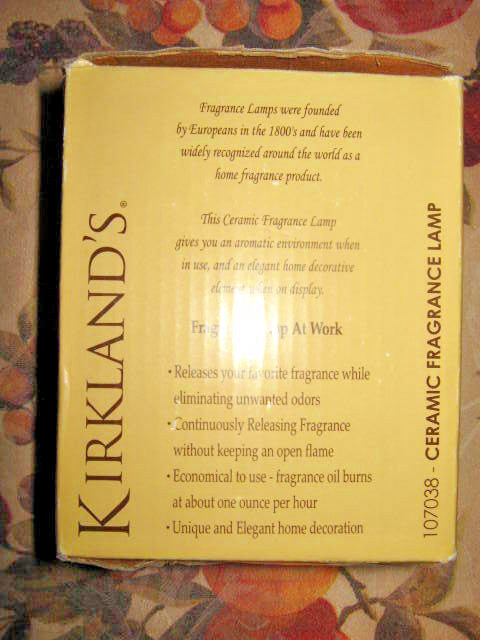 Fragrance Lamps were founded
by Europeans in the 1800's and have been
widely recognized around the world as a
home fragrance product.
This Ceramic Fragrance Lamp
gives you an aromatic environment when
in use, and an elegant home decorative
element when on display.
At Work
• Releases your favorite fragrance while
eliminating unwanted odors
• Continuously Releasing Fragrance
without keeping an open flame
• Economical to use - fragrance oil burns
at about one ounce per hour
• Unique and Elegant home decoration
KIRKLAND'S®
107038 - CERAMIC FRAGRANCE LAMP